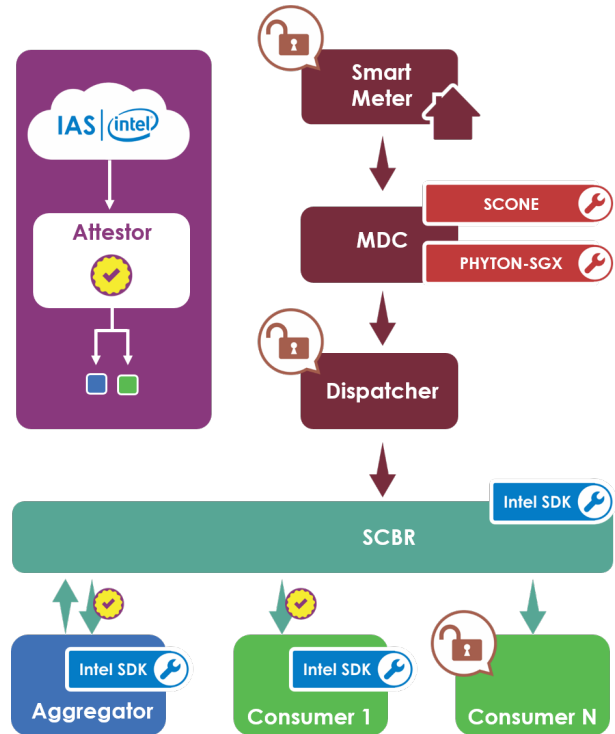 IAS
intel
Attestor
Smart
Meter
MDC
SCONE
PHYTON-SGX
Dispatcher
Intel SDK
SCBR
Intel SDK
Aggregator
Intel SDK
Consumer 1
Consumer N